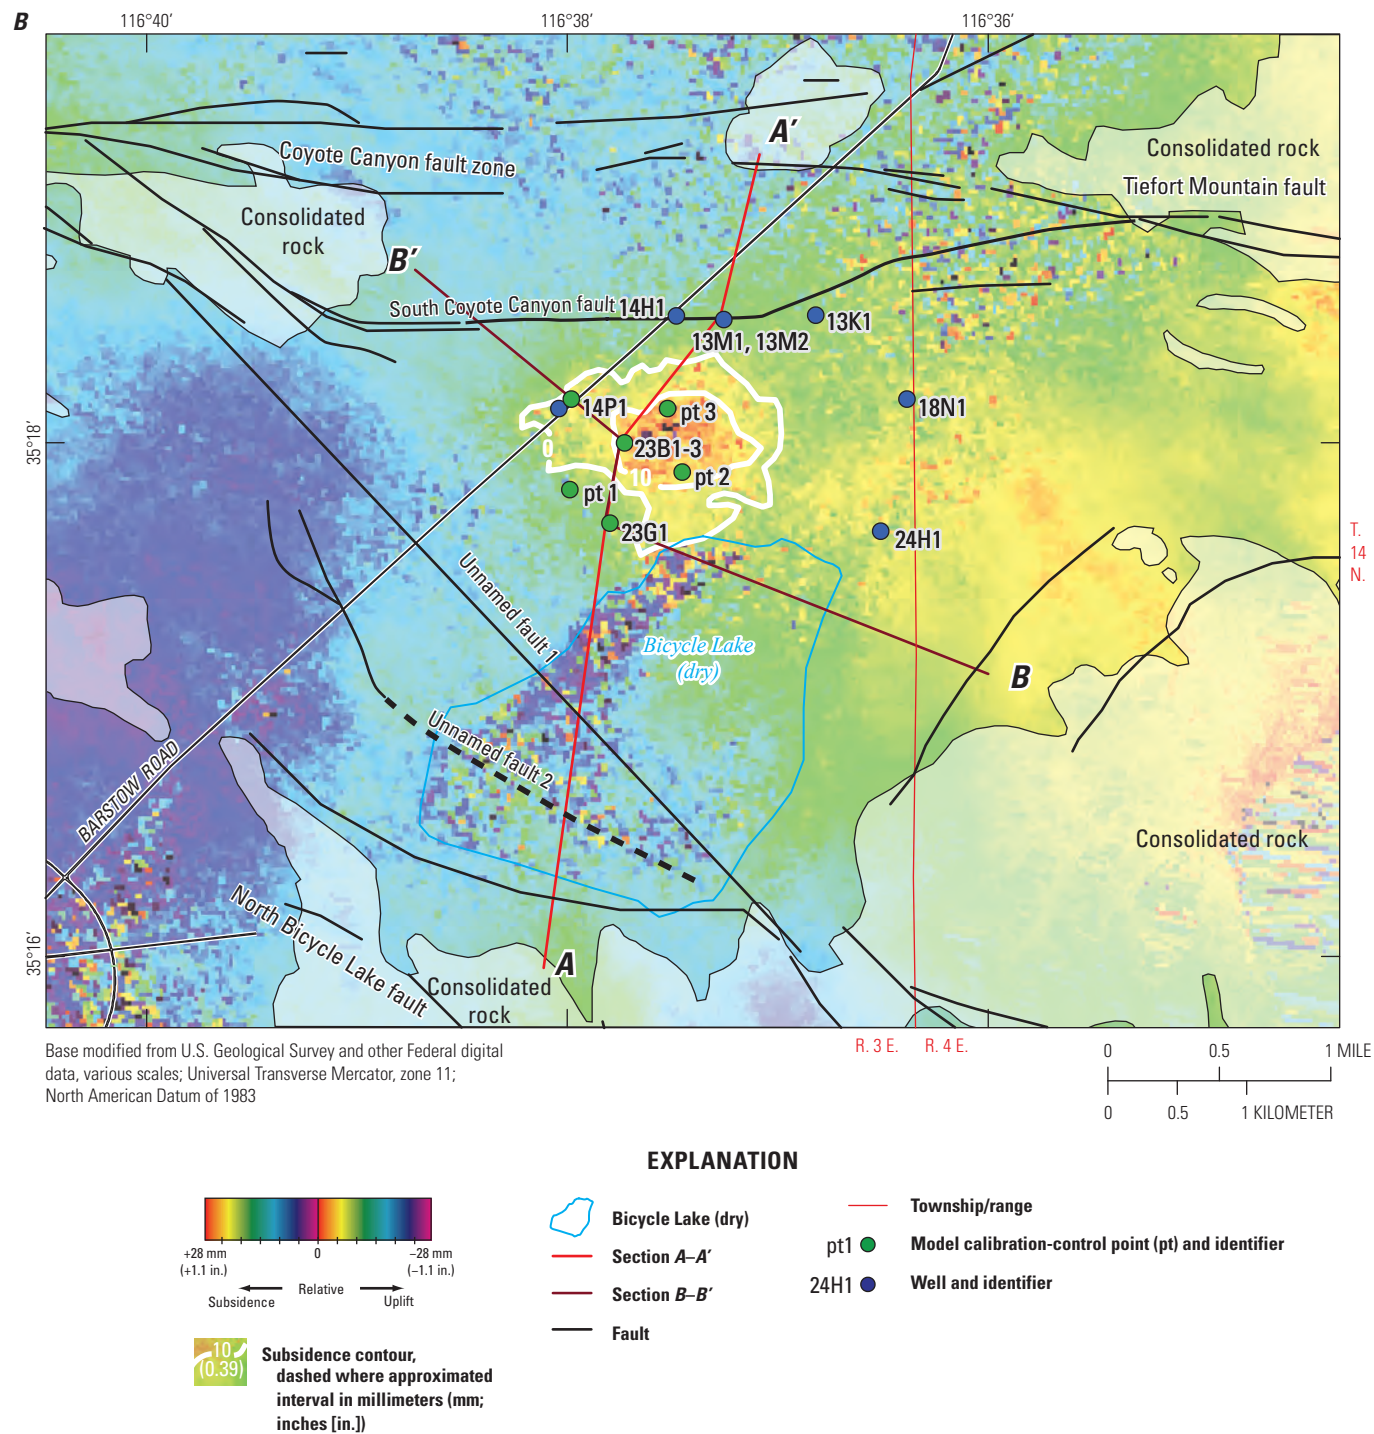 B
116°40′
116°38′
116°36′
A′
Coyote Canyon fault zone
Consolidated rock
Tiefort Mountain fault
Consolidated
rock
B′
South Coyote Canyon fault
14H1
13K1
13M1, 13M2
14P1
pt 3
18N1
35°18′
0
23B1-3
10
pt 2
pt 1
23G1
24H1
T.
14
N.
Unnamed fault 1
Bicycle Lake
(dry)
B
Unnamed fault 2
BARSTOW ROAD
Consolidated rock
North Bicycle Lake fault
35°16′
A
Consolidated
rock
R. 3 E.
R. 4 E.
Base modified from U.S. Geological Survey and other Federal digital
data, various scales; Universal Transverse Mercator, zone 11;
North American Datum of 1983
0 0.5 1 MILE
0 0.5 1 KILOMETER
EXPLANATION
+28 mm 0 −28 mm
(+1.1 in.) (−1.1 in.)
Relative
Subsidence Uplift
10
(0.39)
Subsidence contour,
dashed where approximated
interval in millimeters (mm;
inches [in.])
Bicycle Lake (dry)
Section A–A′
Section B–B′
Fault
Township/range
pt1 Model calibration-control point (pt) and identifier
24H1 Well and identifier